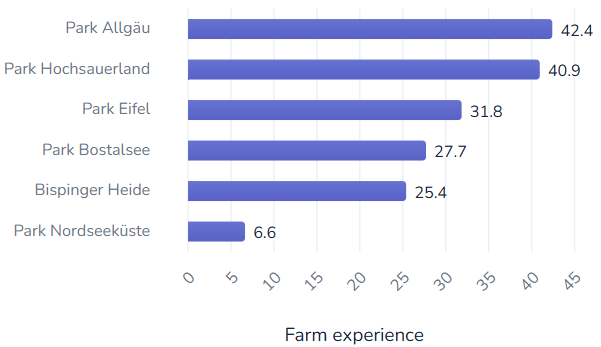 Park Allgäu 42.4
Park Hochsauerland 40.9
Park Eifel 31.8
Park Bostalsee 27.7
Bispinger Heide 25.4
Park Nordseeküste 6.6
0 5 10 15 20 25 30 35 40 45
Farm experience